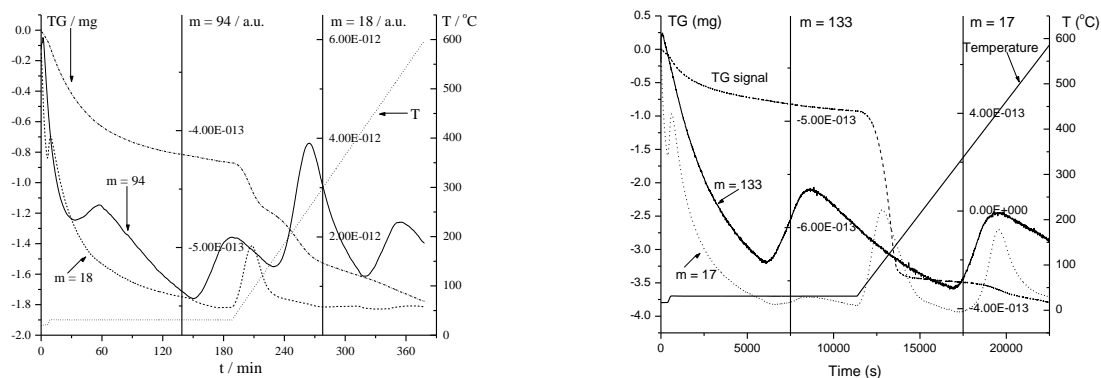 TG / mg
m = 94 / a.u.
m = 18 / a.u.
T / °C
0.0
-0.2
-0.4
-0.6
-0.8
-1.0
-1.2
-1.4
-1.6
-1.8
-2.0
-4.00E-013
-5.00E-013
6.00E-012
4.00E-012
2.00E-012
600
500
400
300
200
100
0
T
m = 94
m = 18
0
60
120
180
240
300
360
t / min
TG (mg)
m = 133
m = 17
T (°C)
Temperature
TG signal
0.5
0.0
-0.5
-1.0
-1.5
-2.0
-2.5
-3.0
-3.5
-4.0
-5.00E-013
-6.00E-013
4.00E-013
0.00E+000
-4.00E-013
600
500
400
300
200
100
0
m = 133
m = 17
0
5000
10000
15000
20000
Time (s)